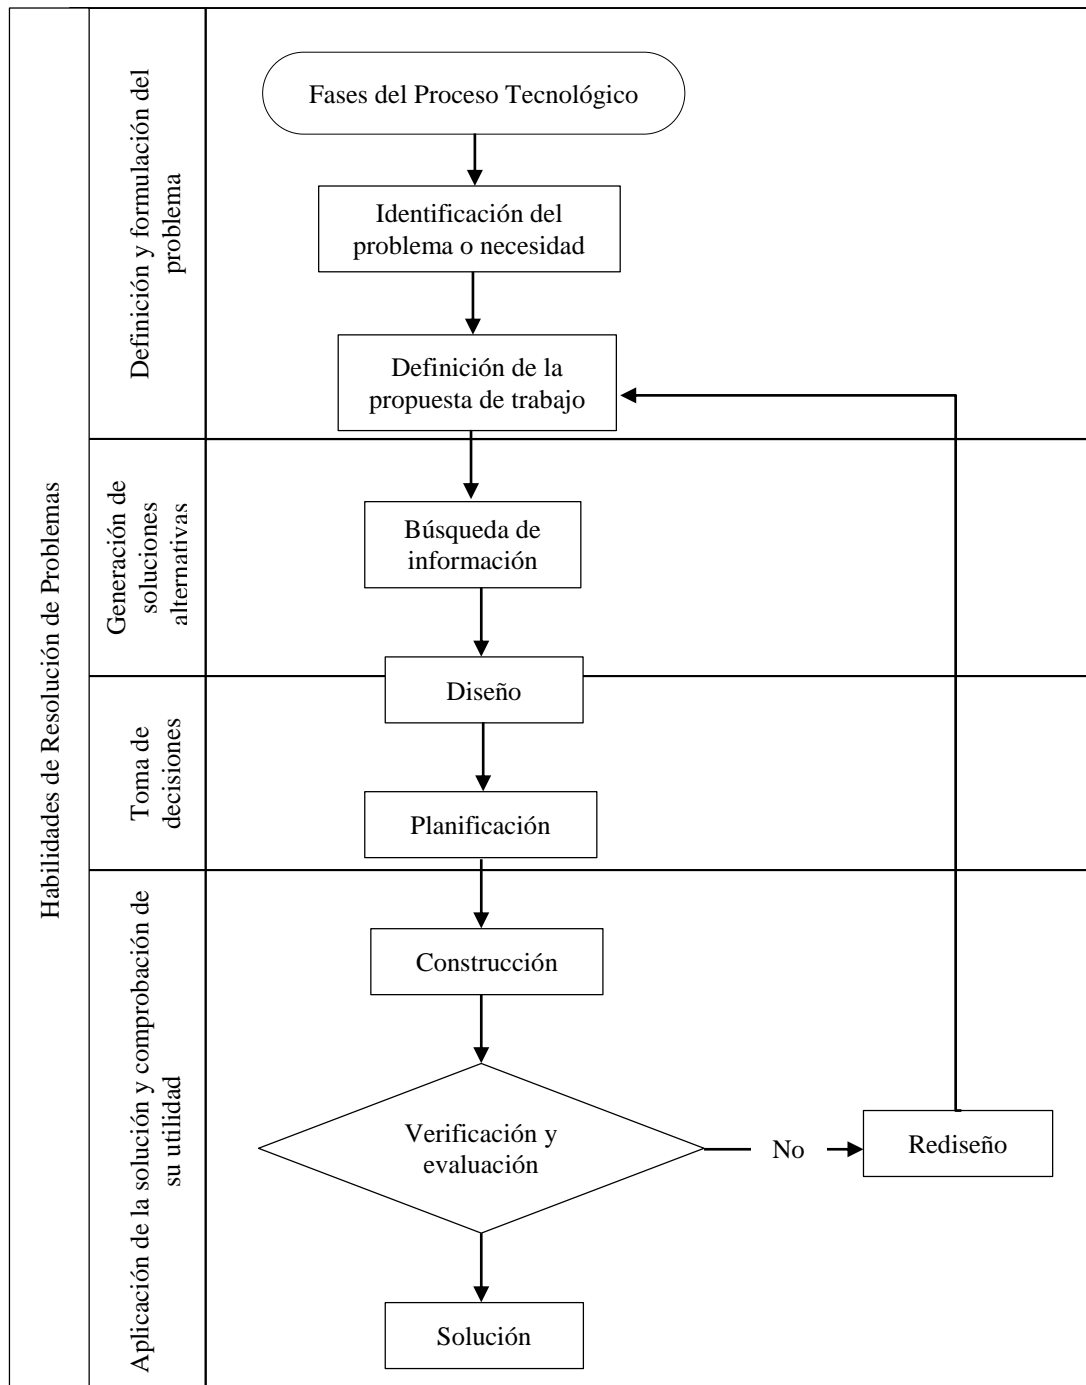 Habilidades de Resolución de Problemas
Definición y formulación del
problema
Fases del Proceso Tecnológico
Identificación del
problema o necesidad
Definición de la
propuesta de trabajo
Generación de
soluciones
alternativas
Búsqueda de
información
Diseño
Toma de
decisiones
Planificación
Aplicación de la solución y comprobación de
su utilidad
Construcción
Verificación y
evaluación
No
Rediseño
Solución